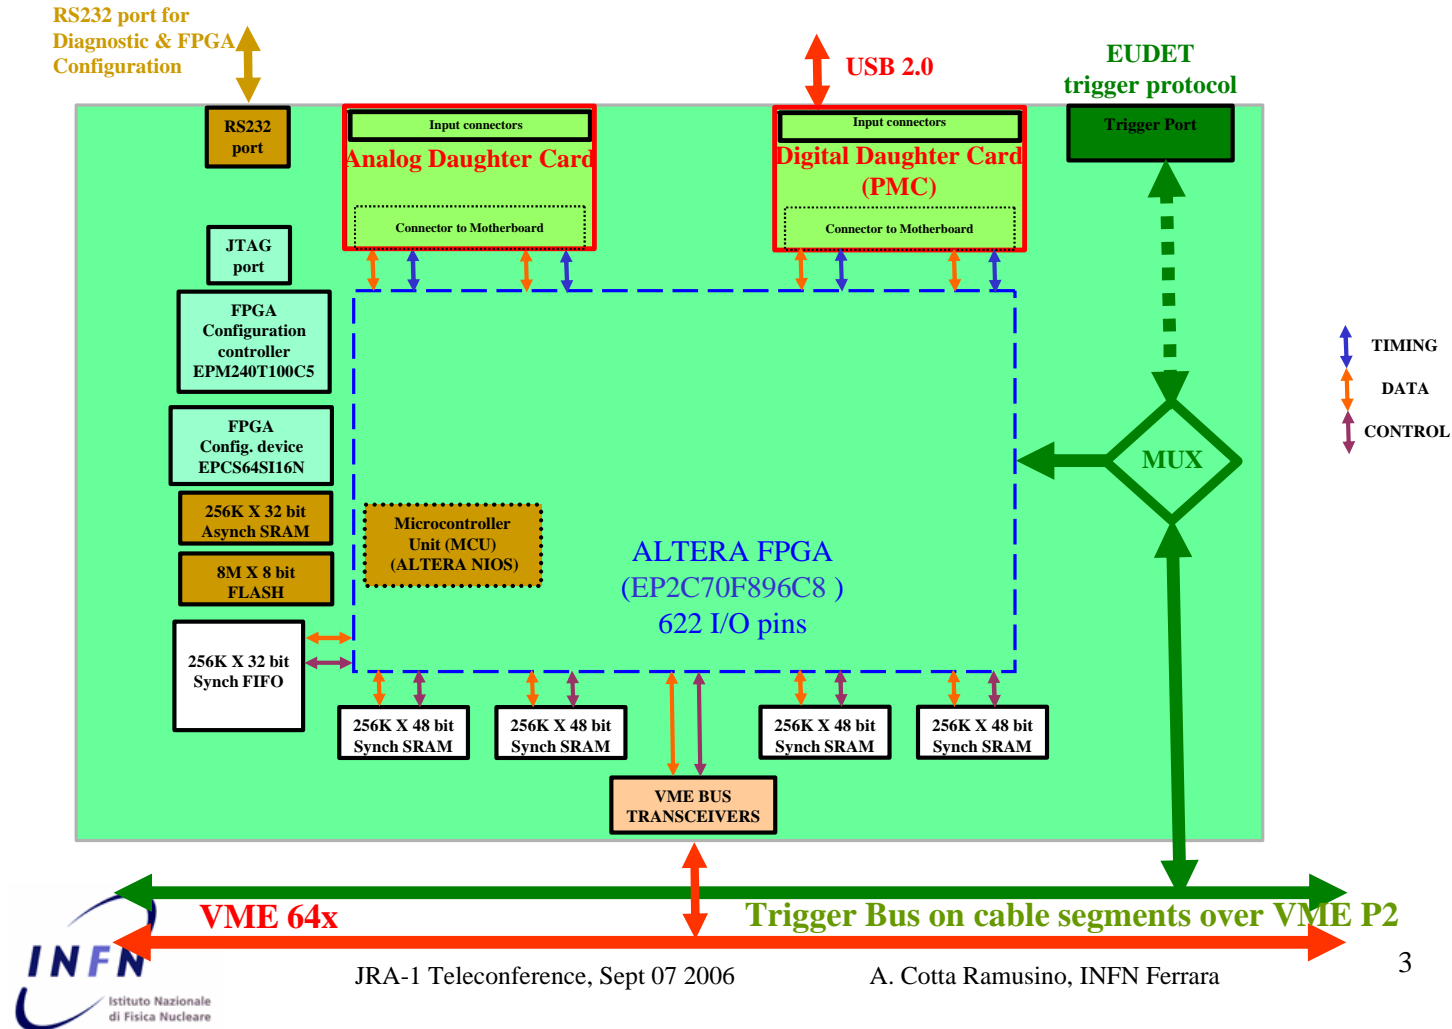 RS232 port for
Diagnostic & FPGA
Configuration
USB 2.0
EUDET
trigger protocol
RS232
port
Input connectors
Analog Daughter Card
Connector to Motherboard
Input connectors
Digital Daughter Card
(PMC)
Connector to Motherboard
Trigger Port
JTAG
port
FPGA
Configuration
controller
EPM240T100C5
FPGA
Config. device
EPCS64SI16N
256K X 32 bit
Asynch SRAM
8M X 8 bit
FLASH
256K X 32 bit
Synch FIFO
Microcontroller
Unit (MCU)
(ALTERA NIOS)
ALTERA FPGA
(EP2C70F896C8 )
622 I/O pins
MUX
TIMING
DATA
CONTROL
256K X 48 bit
Synch SRAM
256K X 48 bit
Synch SRAM
256K X 48 bit
Synch SRAM
256K X 48 bit
Synch SRAM
VME BUS
TRANSCEIVERS
VME 64x
Trigger Bus on cable segments over VME P2
INFN
Istituto Nazionale
di Fisica Nucleare
JRA-1 Teleconference, Sept 07 2006
A. Cotta Ramusino, INFN Ferrara
3